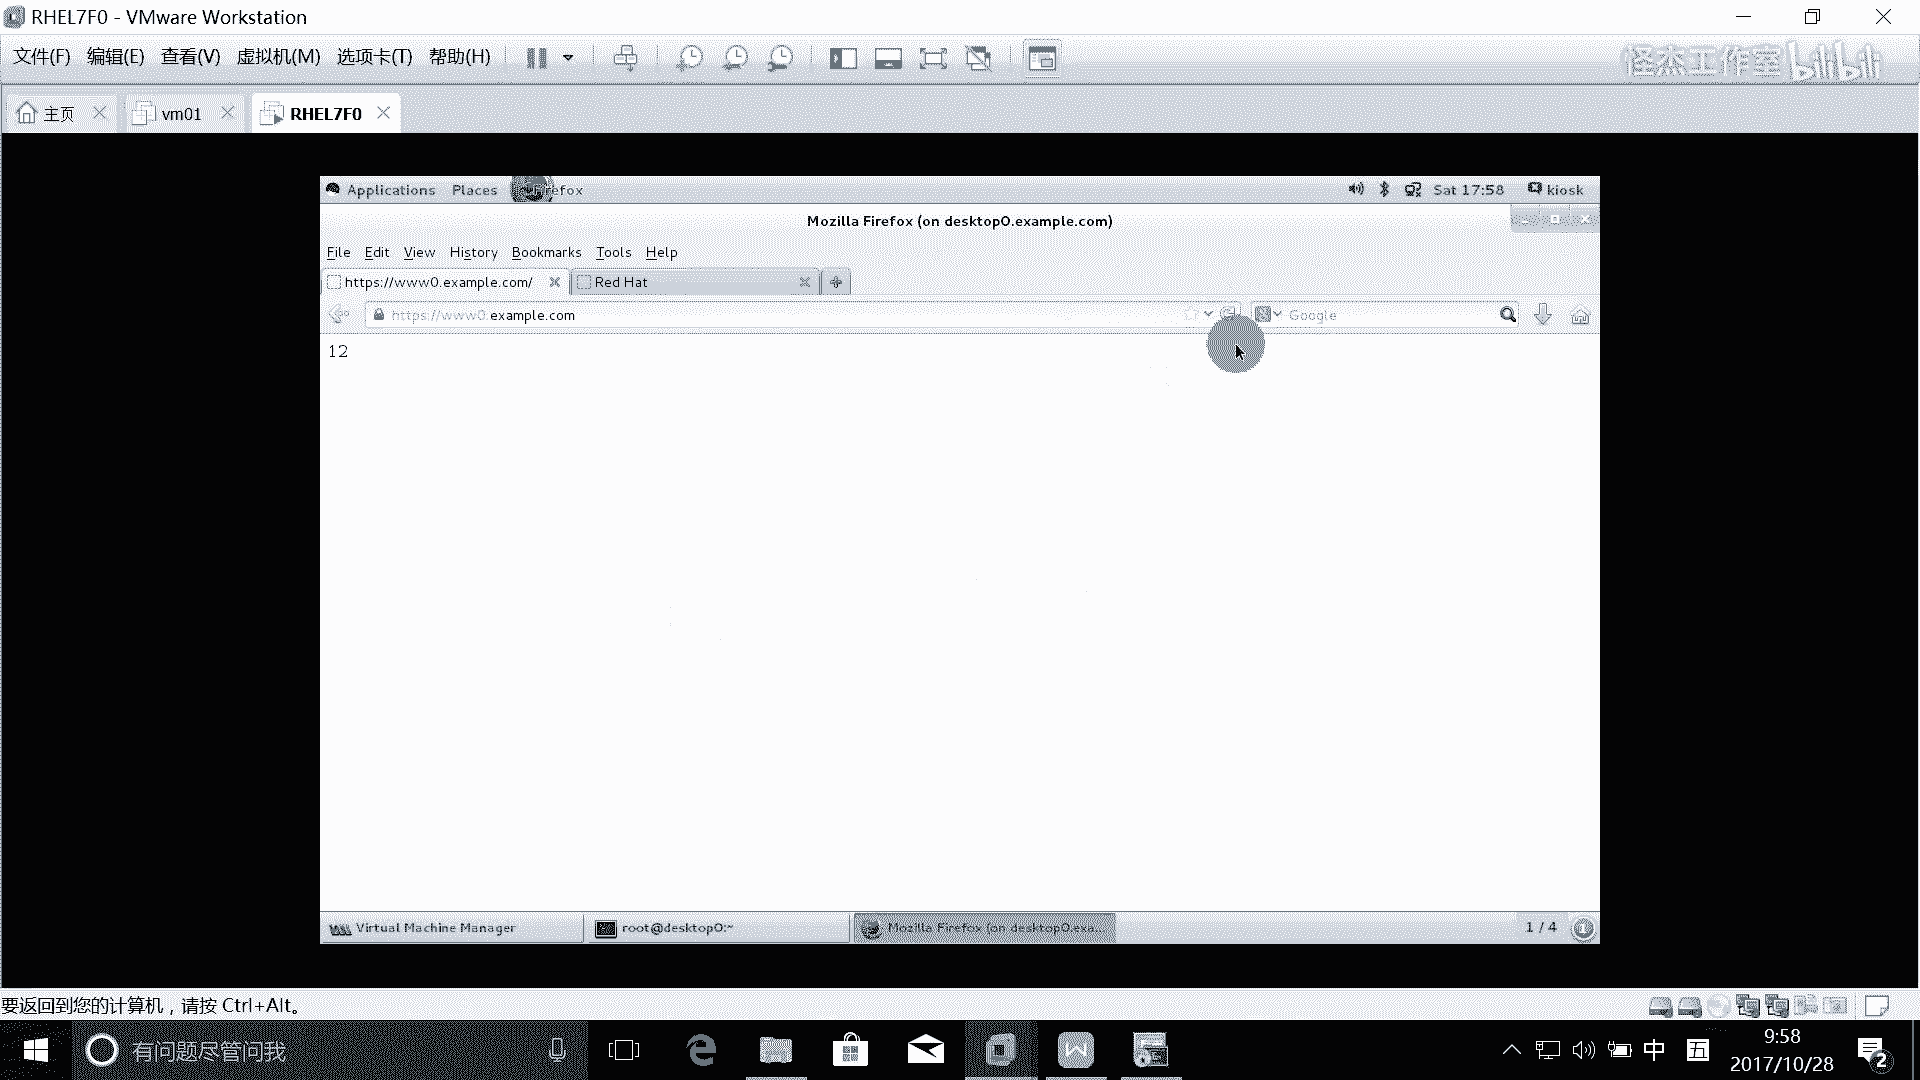 RHEL7F0 - VMware Workstation
文件(F) 编辑(E) 查看(V) 虚拟机(M) 选项卡(T) 帮助(H)
怪杰工作室 bilibili
主页 vm01 RHEL7F0
Applications Places Firefox Sat 17:58 kiosk
Mozilla Firefox (on desktop0.example.com)
File Edit View History Bookmarks Tools Help
https://www0.example.com/ Red Hat
https://www0.example.com Google
12
Virtual Machine Manager root@desktop0:~ Mozilla Firefox (on desktop0.exa... 1 / 4
要返回到您的计算机，请按 Ctrl+Alt。
有问题尽管问我 中 五 9:58
2017/10/28 2